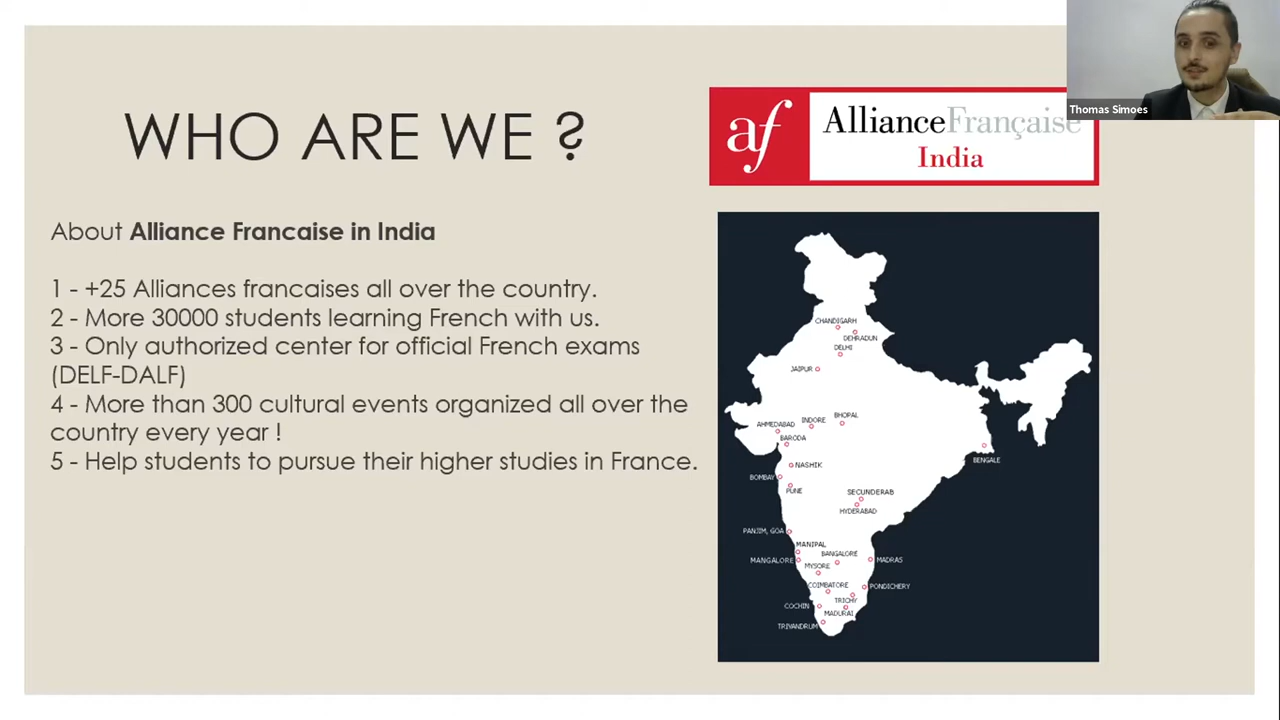 Thomas Simoes
WHO ARE WE ?
af
AllianceFrançaise
India
About Alliance Francaise in India
1 - +25 Alliances francaises all over the country.
2 - More 30000 students learning French with us.
3 - Only authorized center for official French exams
(DELF-DALF)
4 - More than 300 cultural events organized all over the
country every year !
5 - Help students to pursue their higher studies in France.
CHANDIGARH
DEHRADUN
DELHI
JAIPUR
BHOPAL
INDORE
AHMEDABAD
BARODA
BENGALE
NASHIK
BOMBAY
PUNE
SECUNDERAB
HYDERABAD
PANJIM, GOA
MANIPAL
BANGALORE
MANGALORE
MADRAS
MYSORE
COIMBATORE
PONDICHERY
TRICHY
COCHIN
MADURAI
TRIVANDRUM